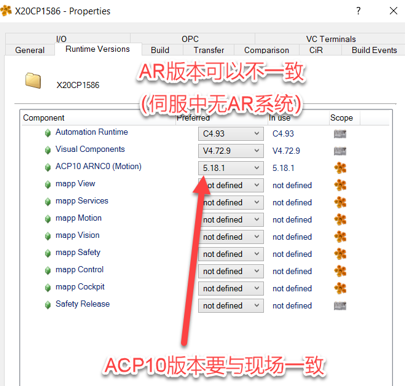 X20CP1586 - Properties
I/O OPC VC Terminals
General Runtime Versions Build Transfer Comparison CiR Build Events
X20CP1586
AR版本可以不一致
(伺服中无AR系统)
Component Preferred In use Scope
Automation Runtime C4.93 C4.93
Visual Components V4.72.9 V4.72.9
ACP10 ARNC0 (Motion) 5.18.1 5.18.1
mapp View not defined not defined
mapp Services not defined not defined
mapp Motion not defined not defined
mapp Vision not defined not defined
mapp Safety not defined not defined
mapp Control not defined not defined
mapp Cockpit not defined not defined
Safety Release not defined not defined
ACP10版本要与现场一致